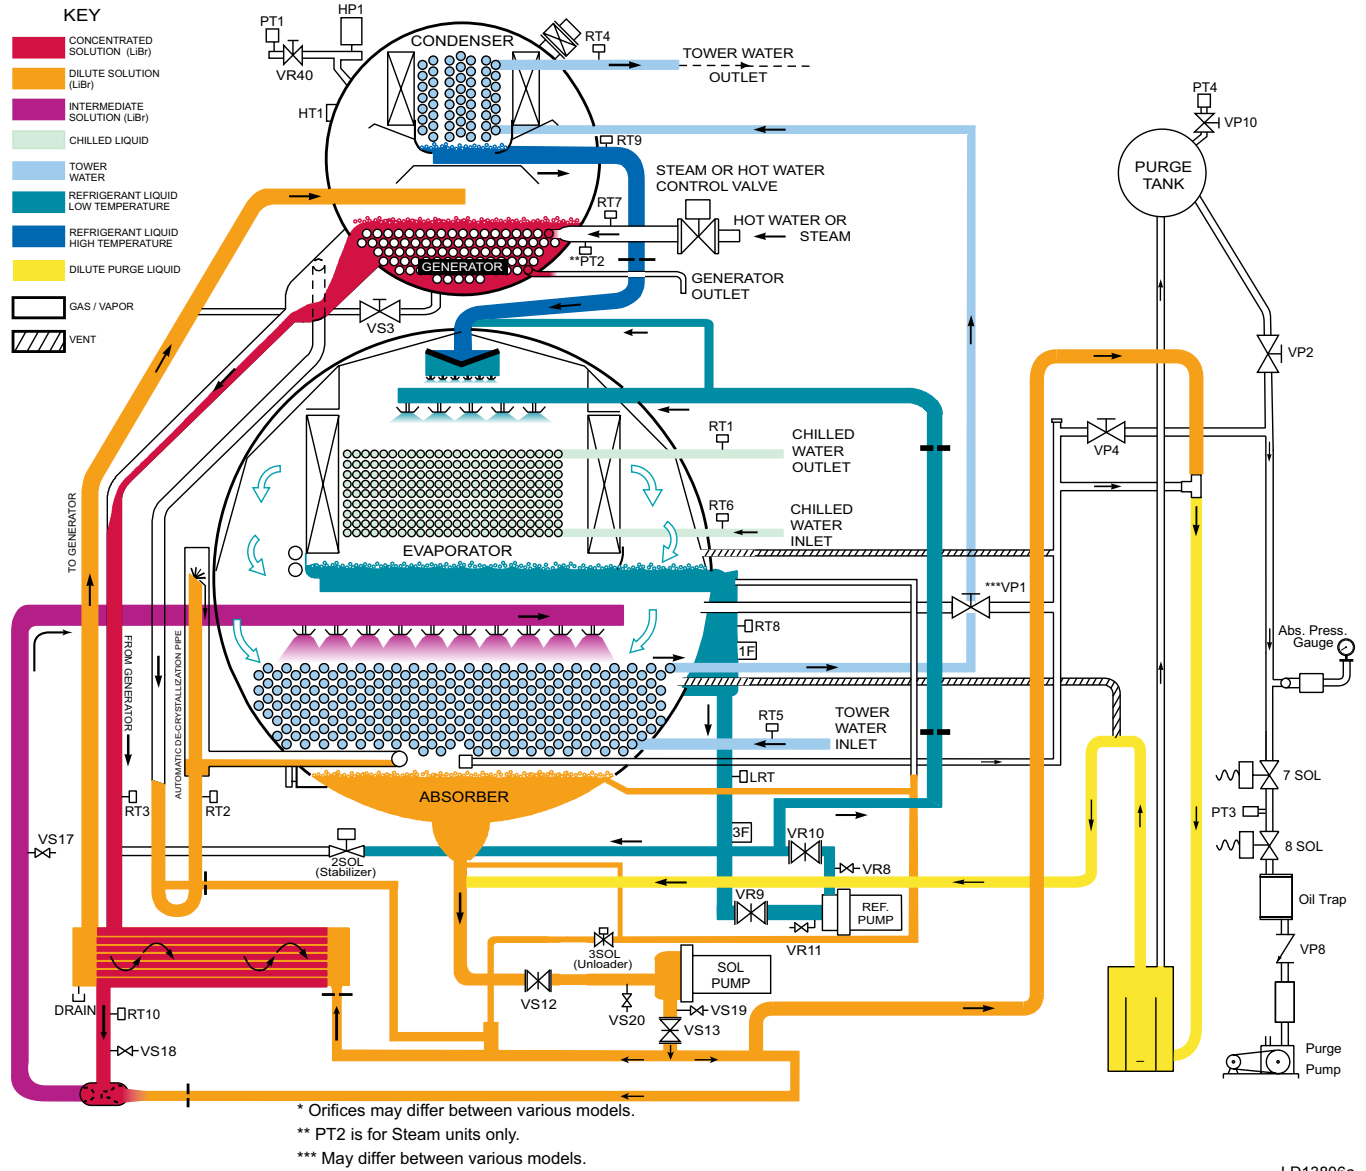 KEY
CONCENTRATED
SOLUTION (LiBr)
DILUTE SOLUTION
(LiBr)
INTERMEDIATE
SOLUTION (LiBr)
CHILLED LIQUID
TOWER
WATER
REFRIGERANT LIQUID
LOW TEMPERATURE
REFRIGERANT LIQUID
HIGH TEMPERATURE
DILUTE PURGE LIQUID
GAS / VAPOR
VENT
PT1
HP1
VR40
HT1
CONDENSER
RT4
TOWER WATER
OUTLET
RT9
STEAM OR HOT WATER
CONTROL VALVE
RT7
HOT WATER OR
STEAM
**PT2
GENERATOR
GENERATOR
OUTLET
VS3
PT4
VP10
PURGE
TANK
VP2
VP4
RT1
CHILLED
WATER
OUTLET
RT6
CHILLED
WATER
INLET
EVAPORATOR
***VP1
RT8
1F
TO GENERATOR
FROM GENERATOR
AUTOMATIC DE-CRYSTALLIZATION PIPE
Abs. Press.
Gauge
RT5
TOWER
WATER
INLET
LRT
ABSORBER
7 SOL
PT3
8 SOL
RT3
RT2
VS17
2SOL
(Stabilizer)
3F
VR10
VR8
VR9
REF.
PUMP
VR11
Oil Trap
VP8
3SOL
(Unloader)
SOL
PUMP
VS12
VS20
VS19
VS13
DRAIN
RT10
VS18
Purge
Pump
* Orifices may differ between various models.
** PT2 is for Steam units only.
*** May differ between various models.
LD13806a